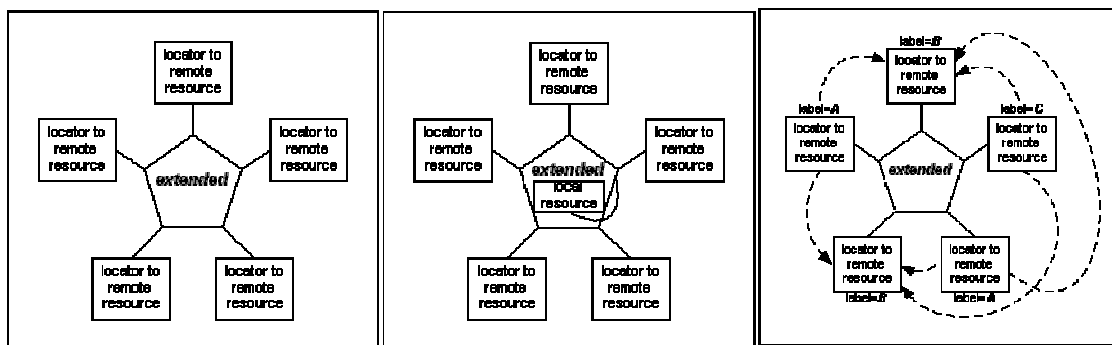 locator to
remote
resource
locator to
remote
resource
locator to
remote
resource
extended
locator to
remote
resource
locator to
remote
resource
locator to
remote
resource
locator to
remote
resource
locator to
remote
resource
extended
local
resource
locator to
remote
resource
locator to
remote
resource
label=B
locator to
remote
resource
label=A
locator to
remote
resource
label=C
locator to
remote
resource
extended
locator to
remote
resource
label=B
locator to
remote
resource
label=A